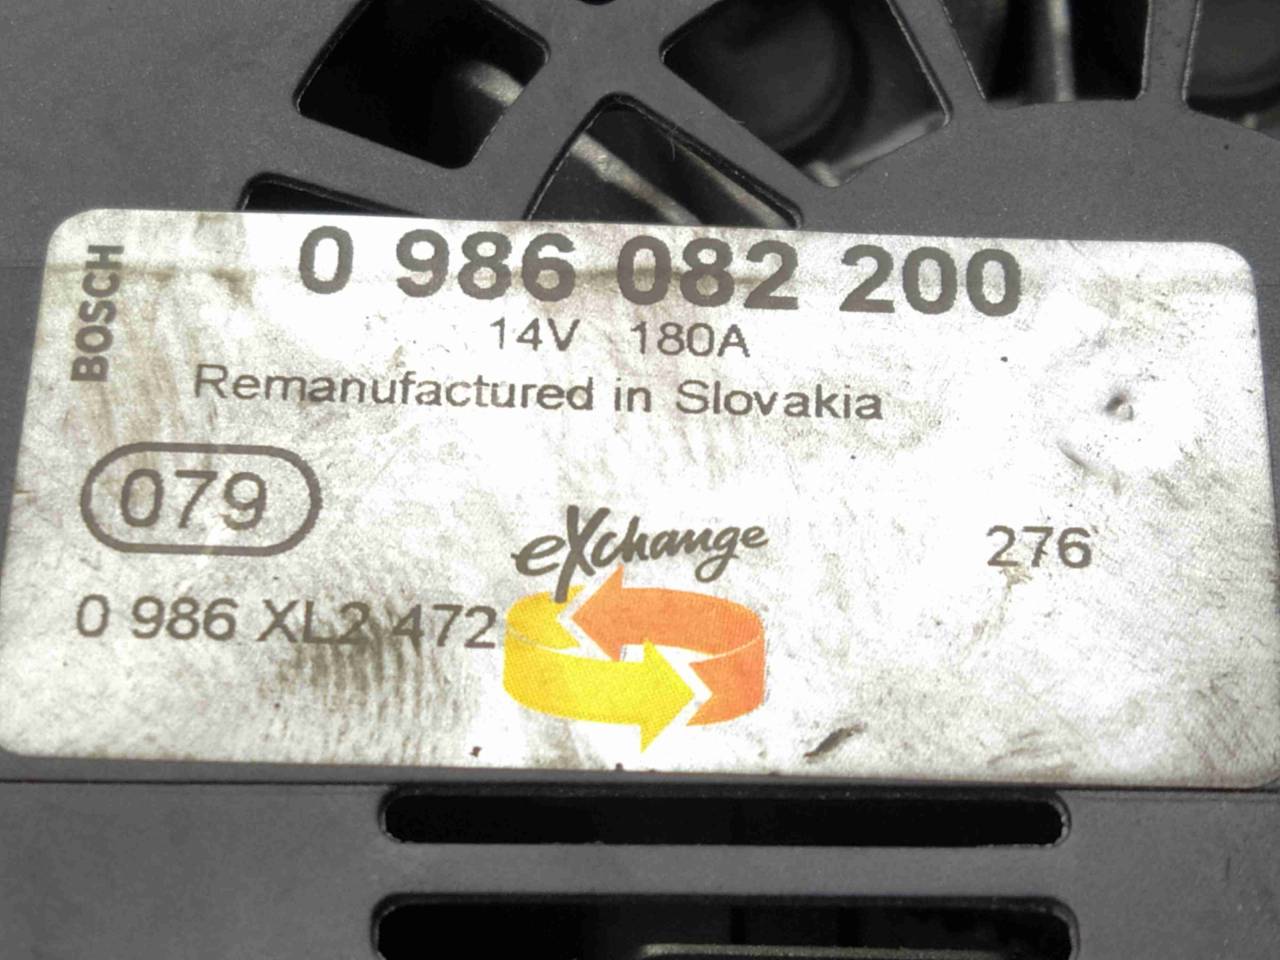 BOSCH
0 986 082 200
14V 180A
Remanufactured in Slovakia
079
eXchange
276
0 986 XL2 472